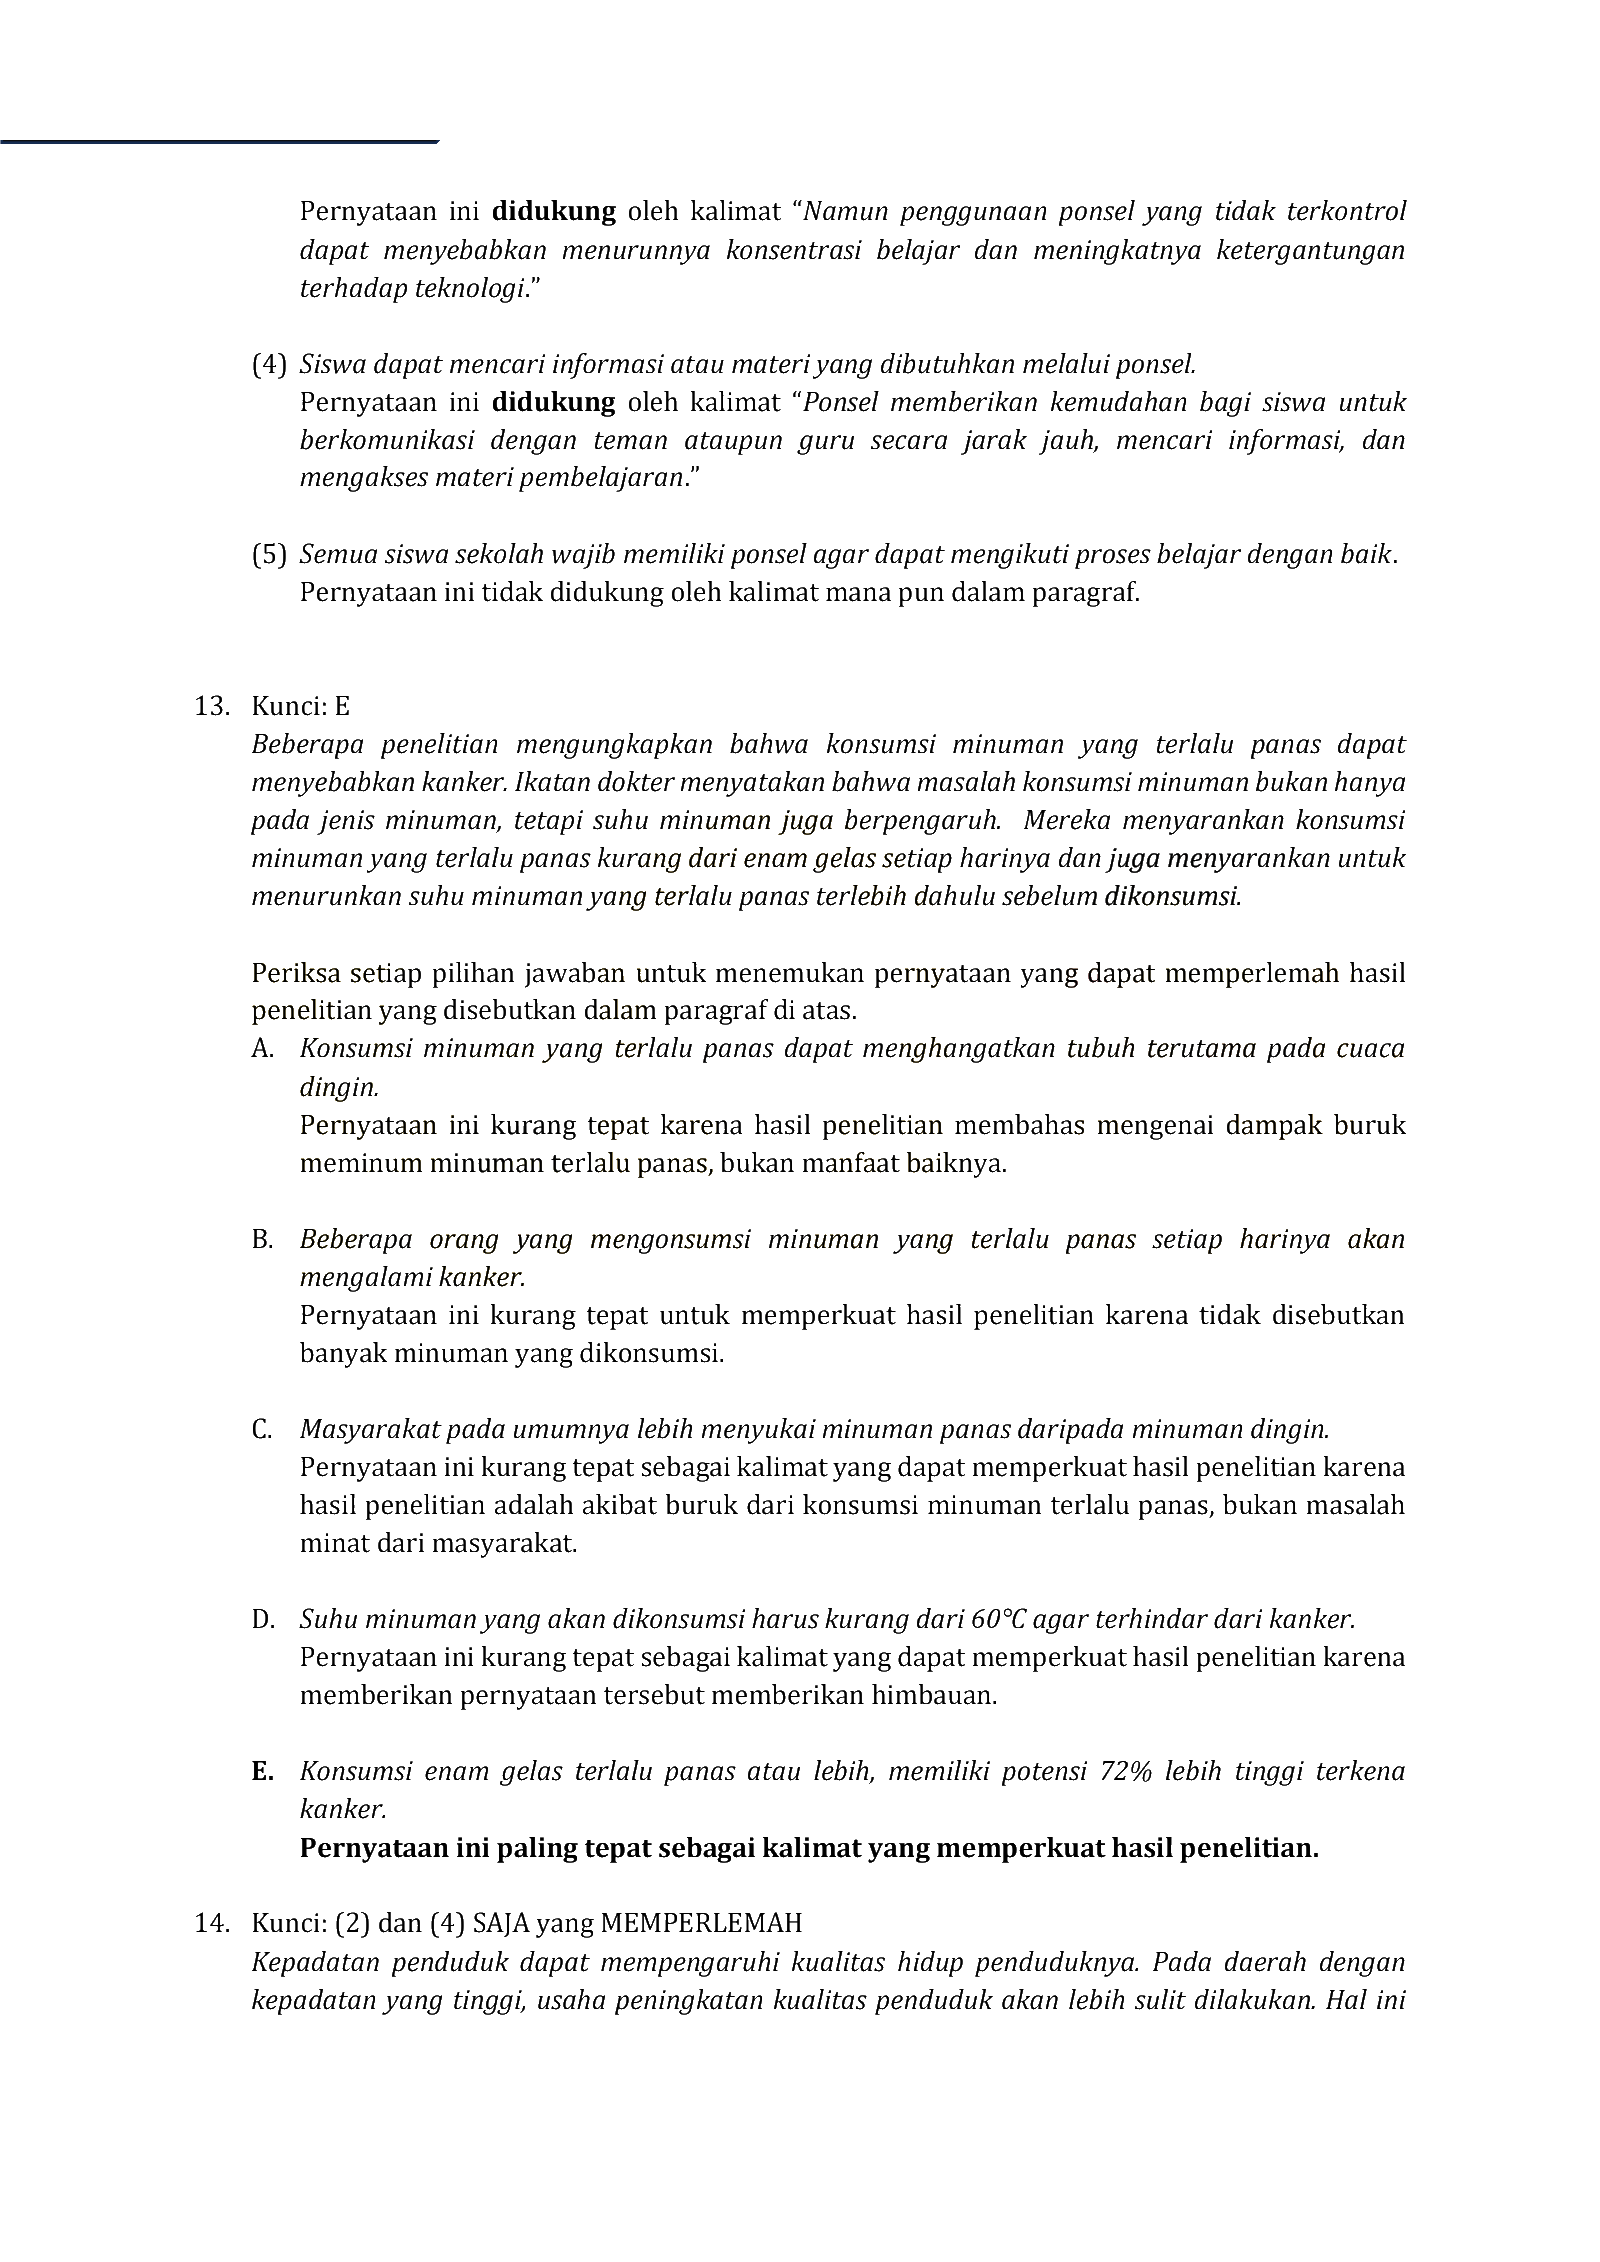 Pernyataan ini didukung oleh kalimat “Namun penggunaan ponsel yang tidak terkontrol
dapat menyebabkan menurunnya konsentrasi belajar dan meningkatnya ketergantungan
terhadap teknologi.”
(4) Siswa dapat mencari informasi atau materi yang dibutuhkan melalui ponsel.
Pernyataan ini didukung oleh kalimat “Ponsel memberikan kemudahan bagi siswa untuk
berkomunikasi dengan teman ataupun guru secara jarak jauh, mencari informasi, dan
mengakses materi pembelajaran.”
(5) Semua siswa sekolah wajib memiliki ponsel agar dapat mengikuti proses belajar dengan baik.
Pernyataan ini tidak didukung oleh kalimat mana pun dalam paragraf.
13. Kunci: E
Beberapa penelitian mengungkapkan bahwa konsumsi minuman yang terlalu panas dapat
menyebabkan kanker. Ikatan dokter menyatakan bahwa masalah konsumsi minuman bukan hanya
pada jenis minuman, tetapi suhu minuman juga berpengaruh. Mereka menyarankan konsumsi
minuman yang terlalu panas kurang dari enam gelas setiap harinya dan juga menyarankan untuk
menurunkan suhu minuman yang terlalu panas terlebih dahulu sebelum dikonsumsi.
Periksa setiap pilihan jawaban untuk menemukan pernyataan yang dapat memperlemah hasil
penelitian yang disebutkan dalam paragraf di atas.
A. Konsumsi minuman yang terlalu panas dapat menghangatkan tubuh terutama pada cuaca
dingin.
Pernyataan ini kurang tepat karena hasil penelitian membahas mengenai dampak buruk
meminum minuman terlalu panas, bukan manfaat baiknya.
B. Beberapa orang yang mengonsumsi minuman yang terlalu panas setiap harinya akan
mengalami kanker.
Pernyataan ini kurang tepat untuk memperkuat hasil penelitian karena tidak disebutkan
banyak minuman yang dikonsumsi.
C. Masyarakat pada umumnya lebih menyukai minuman panas daripada minuman dingin.
Pernyataan ini kurang tepat sebagai kalimat yang dapat memperkuat hasil penelitian karena
hasil penelitian adalah akibat buruk dari konsumsi minuman terlalu panas, bukan masalah
minat dari masyarakat.
D. Suhu minuman yang akan dikonsumsi harus kurang dari 60°C agar terhindar dari kanker.
Pernyataan ini kurang tepat sebagai kalimat yang dapat memperkuat hasil penelitian karena
memberikan pernyataan tersebut memberikan himbauan.
E. Konsumsi enam gelas terlalu panas atau lebih, memiliki potensi 72% lebih tinggi terkena
kanker.
Pernyataan ini paling tepat sebagai kalimat yang memperkuat hasil penelitian.
14. Kunci: (2) dan (4) SAJA yang MEMPERLEMAH
Kepadatan penduduk dapat mempengaruhi kualitas hidup penduduknya. Pada daerah dengan
kepadatan yang tinggi, usaha peningkatan kualitas penduduk akan lebih sulit dilakukan. Hal ini